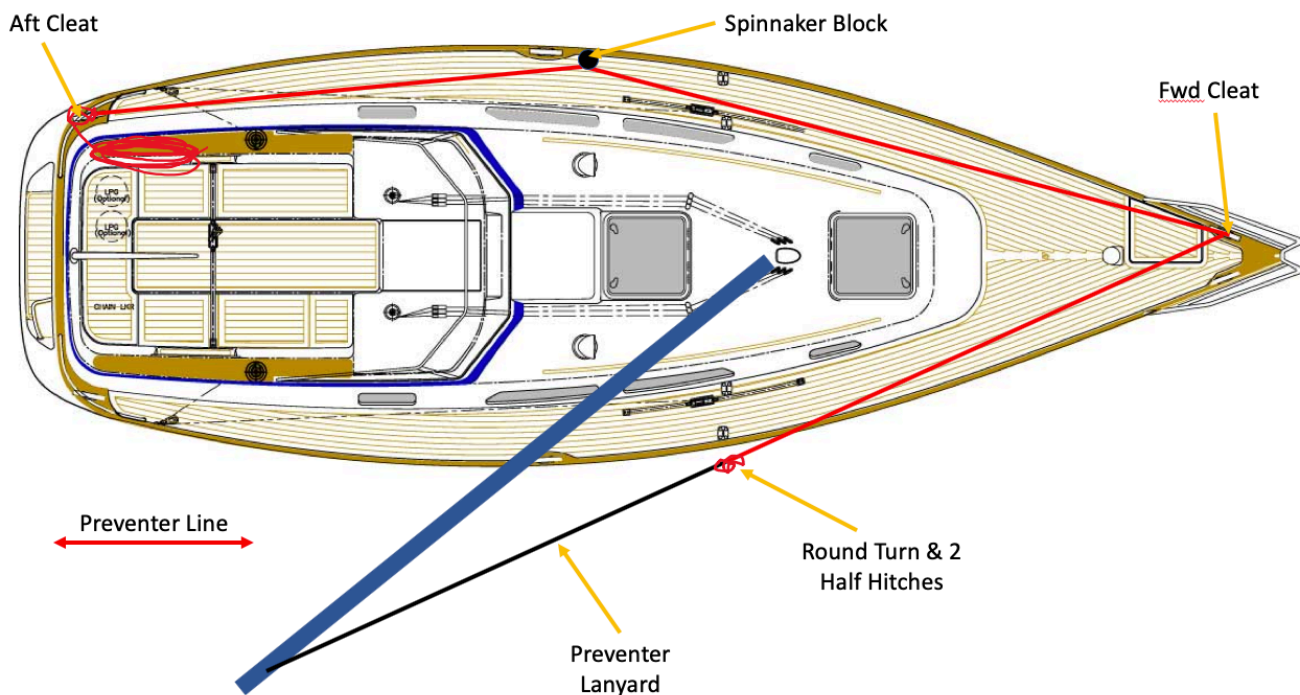 Aft Cleat
Spinnaker Block
Fwd Cleat
LPG
(Optional)
LPG
(Optional)
CHAIN-LKR
Preventer Line
Round Turn & 2
Half Hitches
Preventer
Lanyard